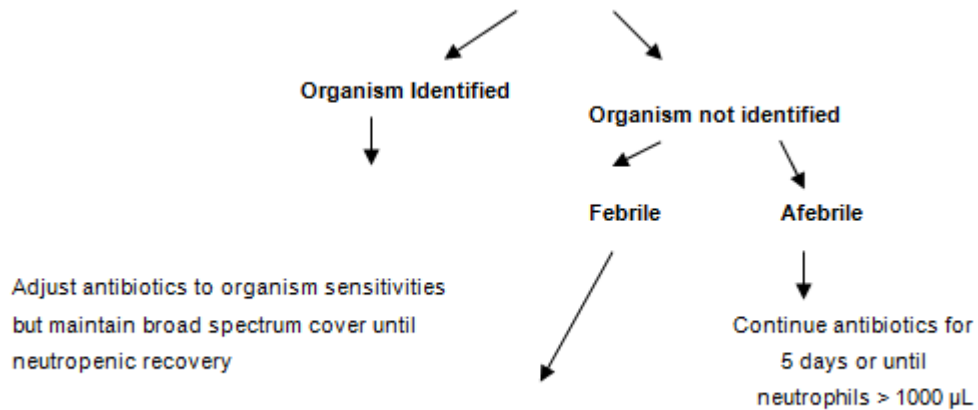 Organism Identified
Organism not identified
Febrile
Afebrile
Adjust antibiotics to organism sensitivities
but maintain broad spectrum cover until
neutropenic recovery
Continue antibiotics for
5 days or until
neutrophils > 1000 µL